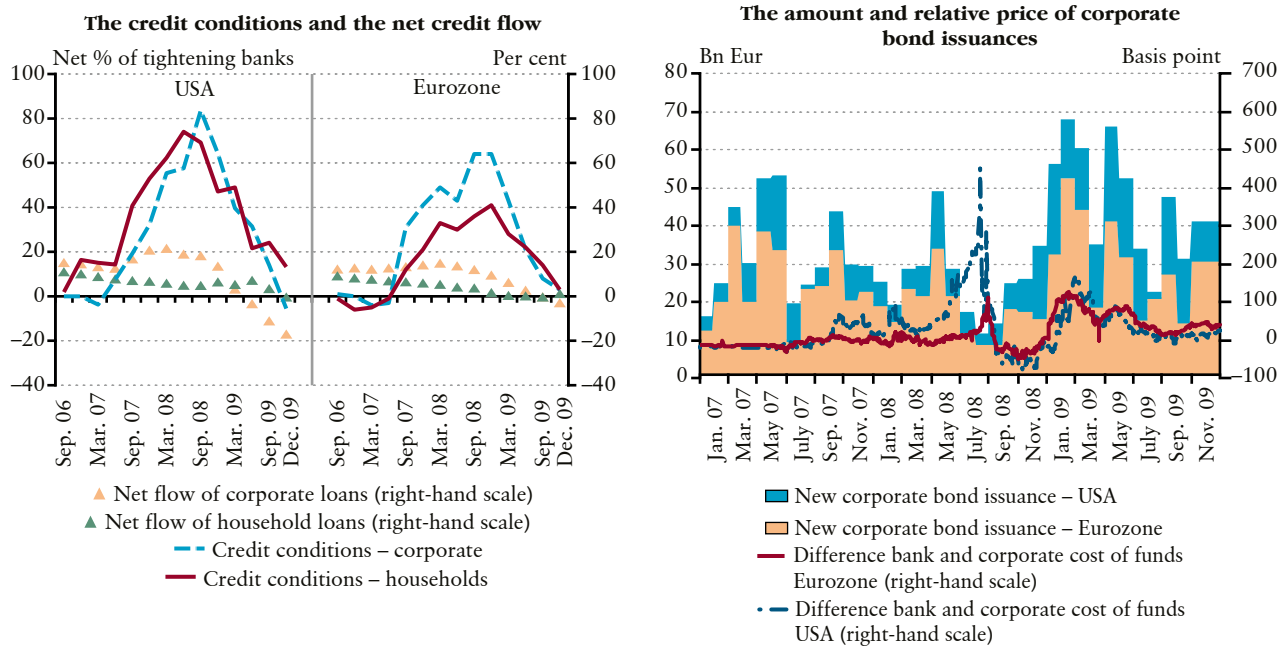 The credit conditions and the net credit flow
Net % of tightening banks
Per cent
USA
Eurozone
100
80
60
40
20
0
–20
–40
100
80
60
40
20
0
–20
–40
Sep. 06
Mar. 07
Sep. 07
Mar. 08
Sep. 08
Mar. 09
Sep. 09
Dec. 09
Sep. 06
Mar. 07
Sep. 07
Mar. 08
Sep. 08
Mar. 09
Sep. 09
Dec. 09
Net flow of corporate loans (right-hand scale)
Net flow of household loans (right-hand scale)
Credit conditions – corporate
Credit conditions – households
The amount and relative price of corporate
bond issuances
Bn Eur
Basis point
80
70
60
50
40
30
20
10
0
700
600
500
400
300
200
100
0
–100
Jan. 07
Mar. 07
May 07
July 07
Sep. 07
Nov. 07
Jan. 08
Mar. 08
May 08
July 08
Sep. 08
Nov. 08
Jan. 09
Mar. 09
May 09
July 09
Sep. 09
Nov. 09
New corporate bond issuance – USA
New corporate bond issuance – Eurozone
Difference bank and corporate cost of funds
Eurozone (right-hand scale)
Difference bank and corporate cost of funds
USA (right-hand scale)